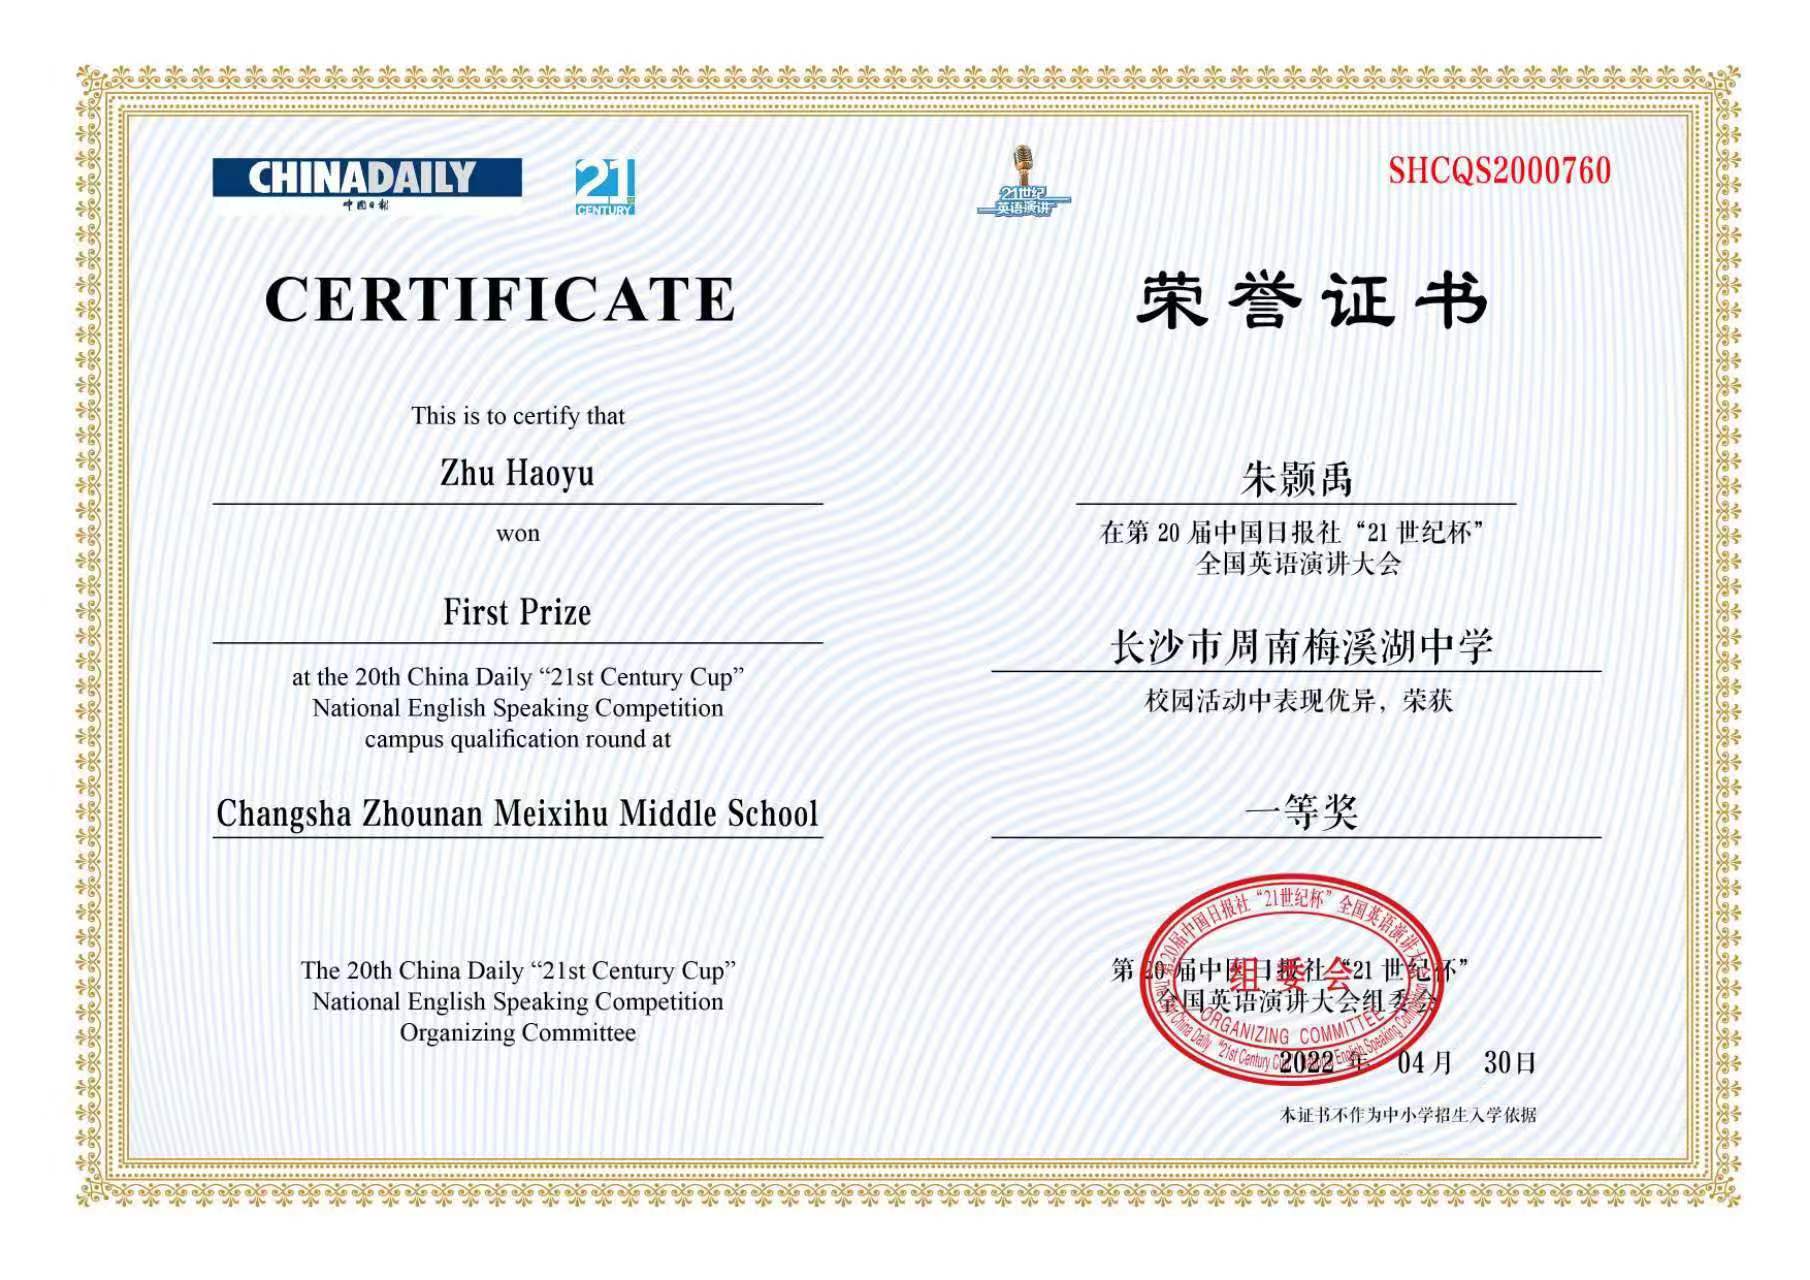 CHINADAILY
中国日报
21
CENTURY
CERTIFICATE
This is to certify that
Zhu Haoyu
won
First Prize
at the 20th China Daily “21st Century Cup”
National English Speaking Competition
campus qualification round at
Changsha Zhounan Meixihu Middle School
The 20th China Daily “21st Century Cup”
National English Speaking Competition
Organizing Committee
21世纪
英语演讲
SHCQS2000760
荣誉证书
朱颢禹
在第 20 届中国日报社“21 世纪杯”
全国英语演讲大会
长沙市周南梅溪湖中学
校园活动中表现优异，荣获
一等奖
第20届中国日报社“21世纪杯”全国英语演讲大会
组委会
ORGANIZING COMMITTEE
China Daily “21st Century Cup” National English Speaking Competition
第 20 届中国日报社“21 世纪杯”
全国英语演讲大会组委会
2022 年 04 月 30 日
本证书不作为中小学招生入学依据